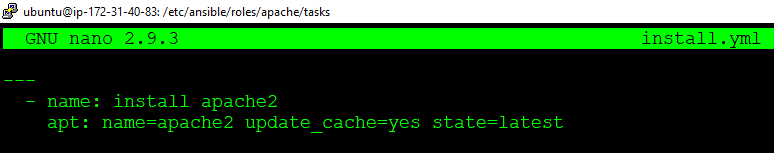 ubuntu@ip-172-31-40-83: /etc/ansible/roles/apache/tasks
GNU nano 2.9.3 install.yml
---
- name: install apache2
apt: name=apache2 update_cache=yes state=latest